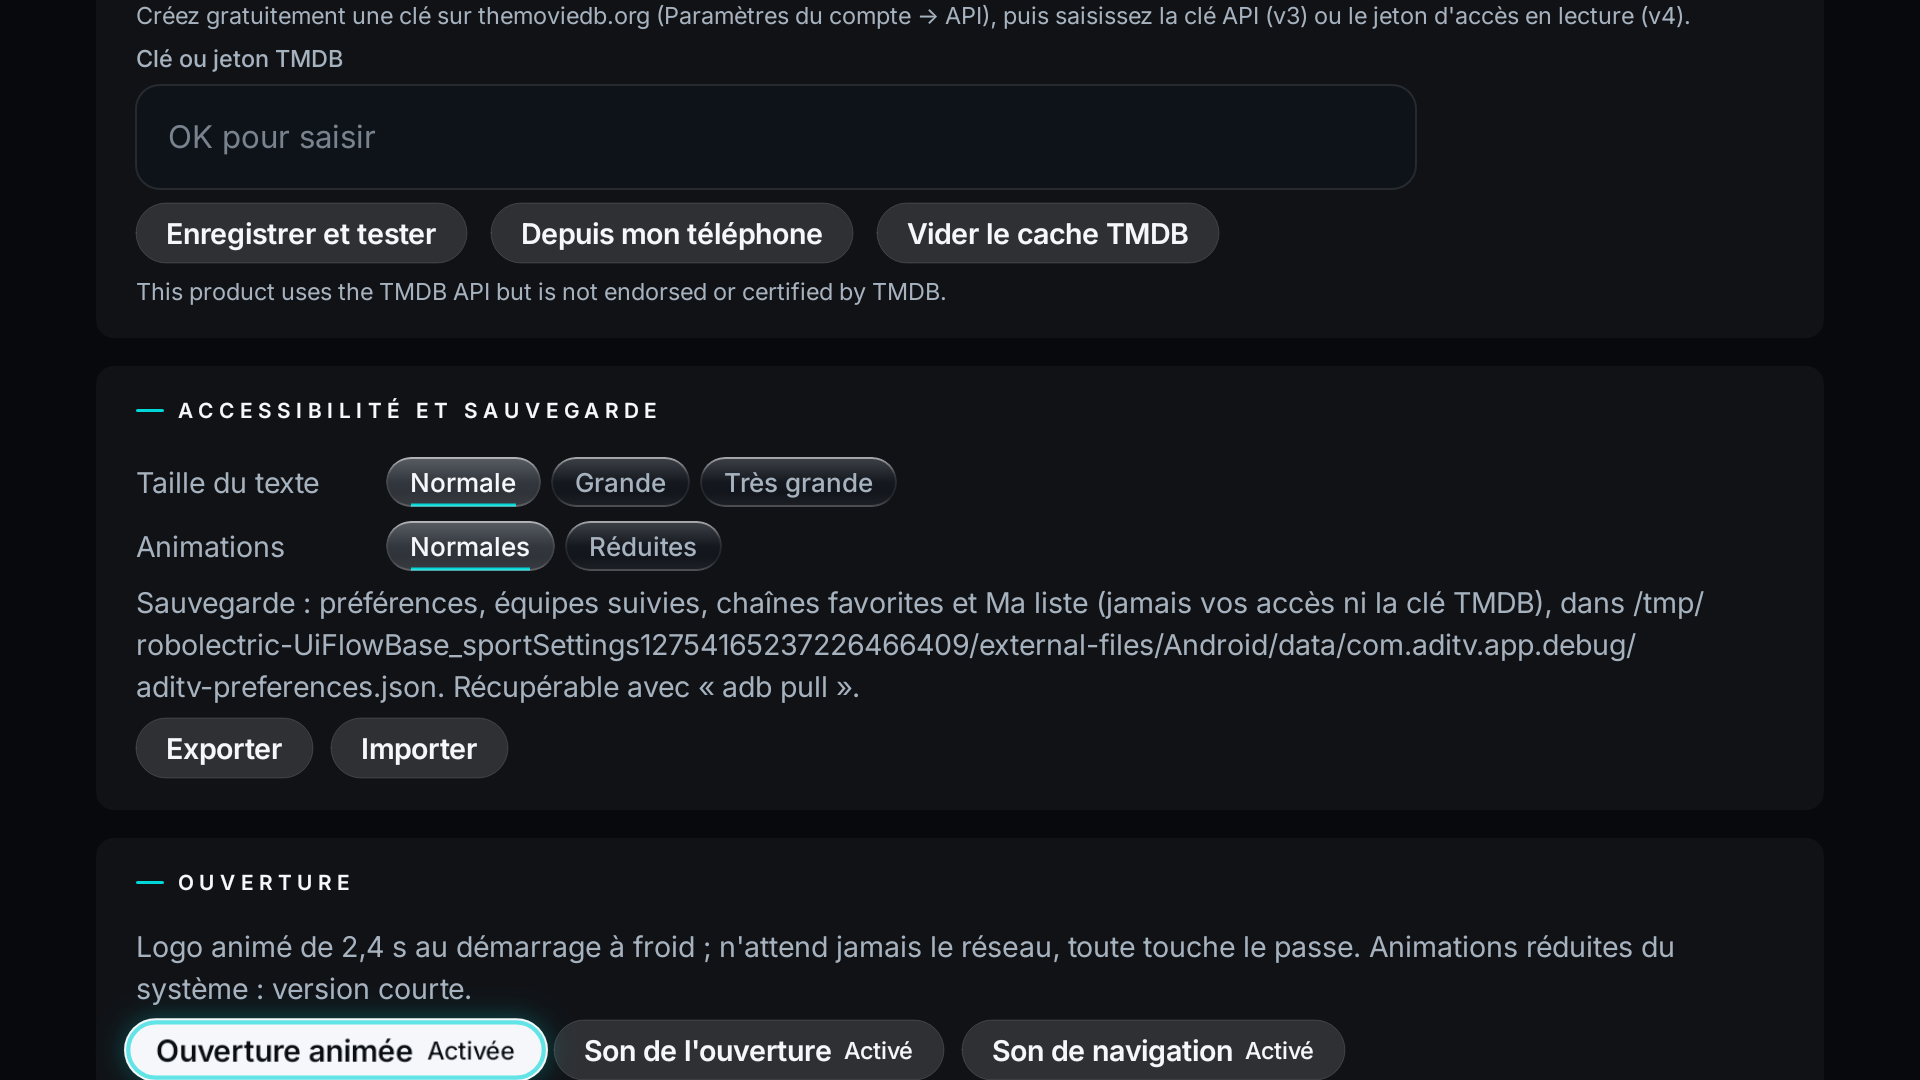 Créez gratuitement une clé sur themoviedb.org (Paramètres du compte → API), puis saisissez la clé API (v3) ou le jeton d'accès en lecture (v4).
Clé ou jeton TMDB
OK pour saisir
Enregistrer et tester Depuis mon téléphone Vider le cache TMDB
This product uses the TMDB API but is not endorsed or certified by TMDB.
ACCESSIBILITÉ ET SAUVEGARDE
Taille du texte Normale Grande Très grande
Animations Normales Réduites
Sauvegarde : préférences, équipes suivies, chaînes favorites et Ma liste (jamais vos accès ni la clé TMDB), dans /tmp/
robolectric-UiFlowBase_sportSettings12754165237226466409/external-files/Android/data/com.aditv.app.debug/
aditv-preferences.json. Récupérable avec « adb pull ».
Exporter Importer
OUVERTURE
Logo animé de 2,4 s au démarrage à froid ; n'attend jamais le réseau, toute touche le passe. Animations réduites du
système : version courte.
Ouverture animée Activée Son de l'ouverture Activé Son de navigation Activé